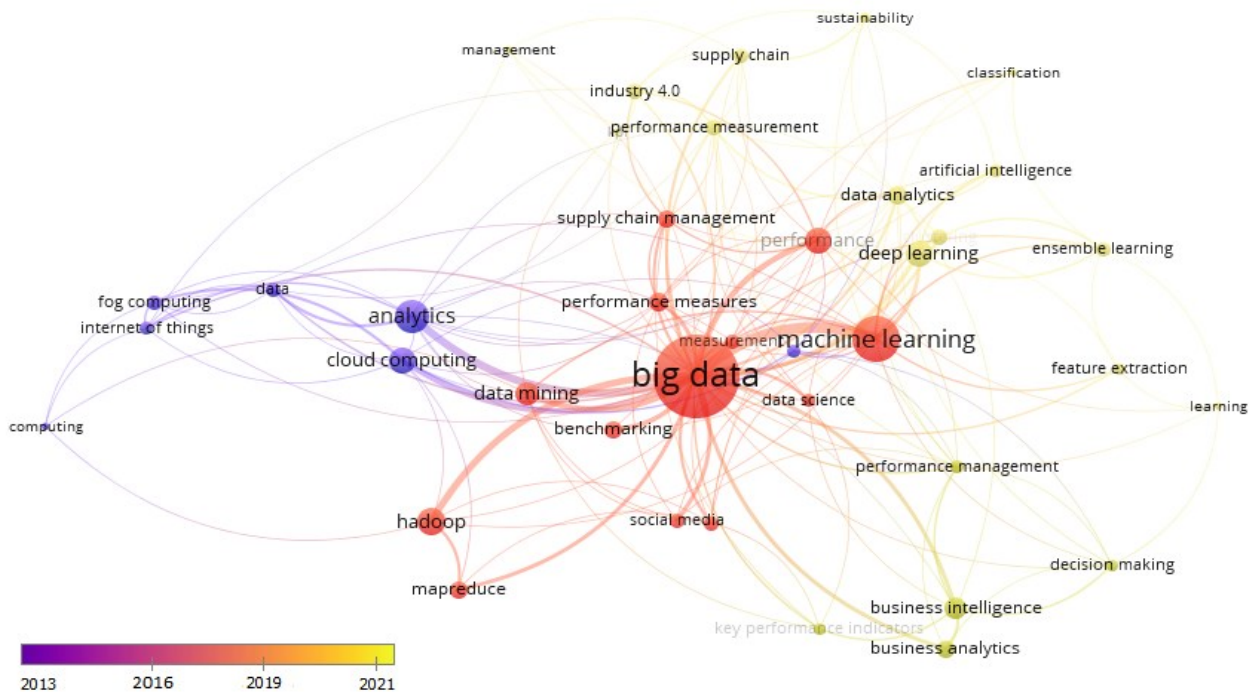 sustainability
management
supply chain
classification
industry 4.0
performance measurement
artificial intelligence
data analytics
supply chain management
performance
deep learning
ensemble learning
data
fog computing
performance measures
analytics
internet of things
measurement
machine learning
cloud computing
big data
feature extraction
data mining
data science
learning
computing
benchmarking
performance management
hadoop
social media
decision making
mapreduce
business intelligence
key performance indicators
business analytics
2013 2016 2019 2021